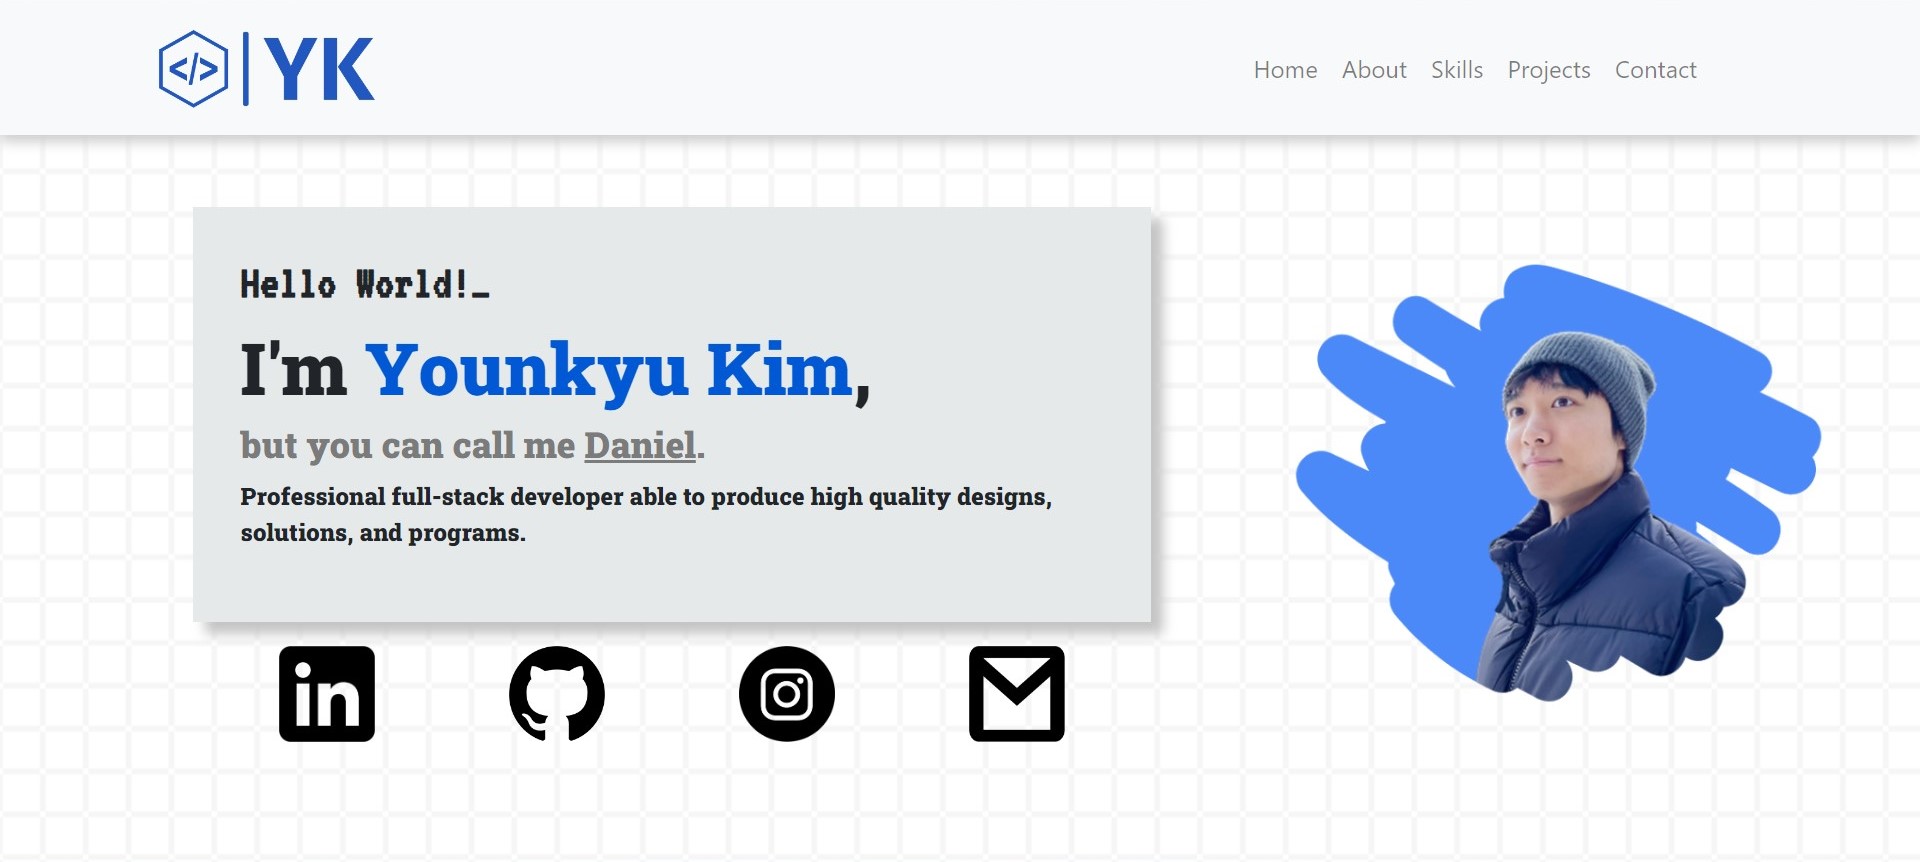 </> | YK
Home About Skills Projects Contact
Hello World!_
I'm Younkyu Kim,
but you can call me Daniel.
Professional full-stack developer able to produce high quality designs,
solutions, and programs.
in